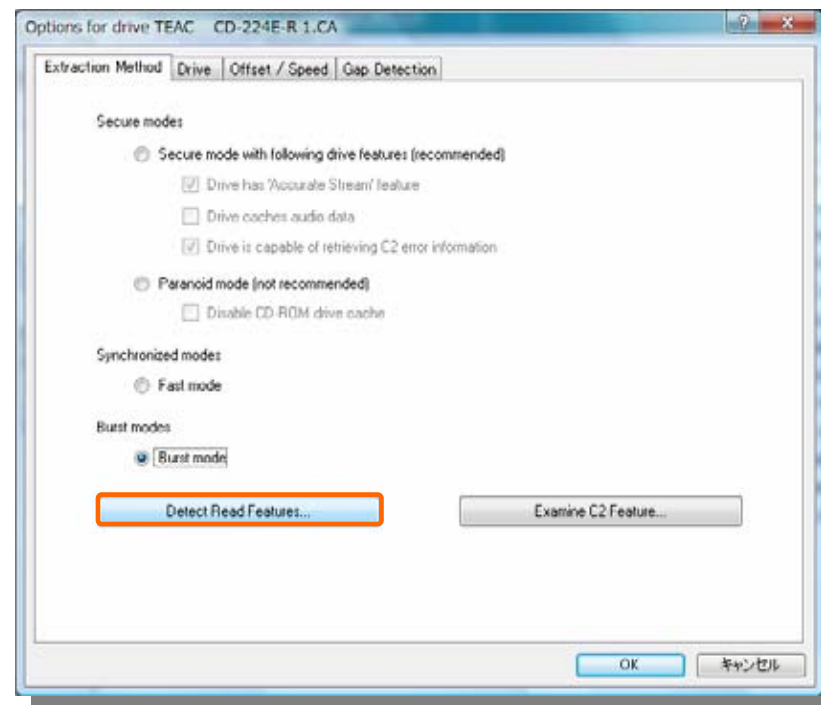 Options for drive TEAC CD-224E-R 1.CA
Extraction Method Drive Offset / Speed Gap Detection
Secure modes
Secure mode with following drive features (recommended)
Drive has 'Accurate Stream' feature
Drive caches audio data
Drive is capable of retrieving C2 error information
Paranoid mode (not recommended)
Disable CD-ROM drive cache
Synchronized modes
Fast mode
Burst modes
Burst mode
Detect Read Features... Examine C2 Feature...
OK キャンセル